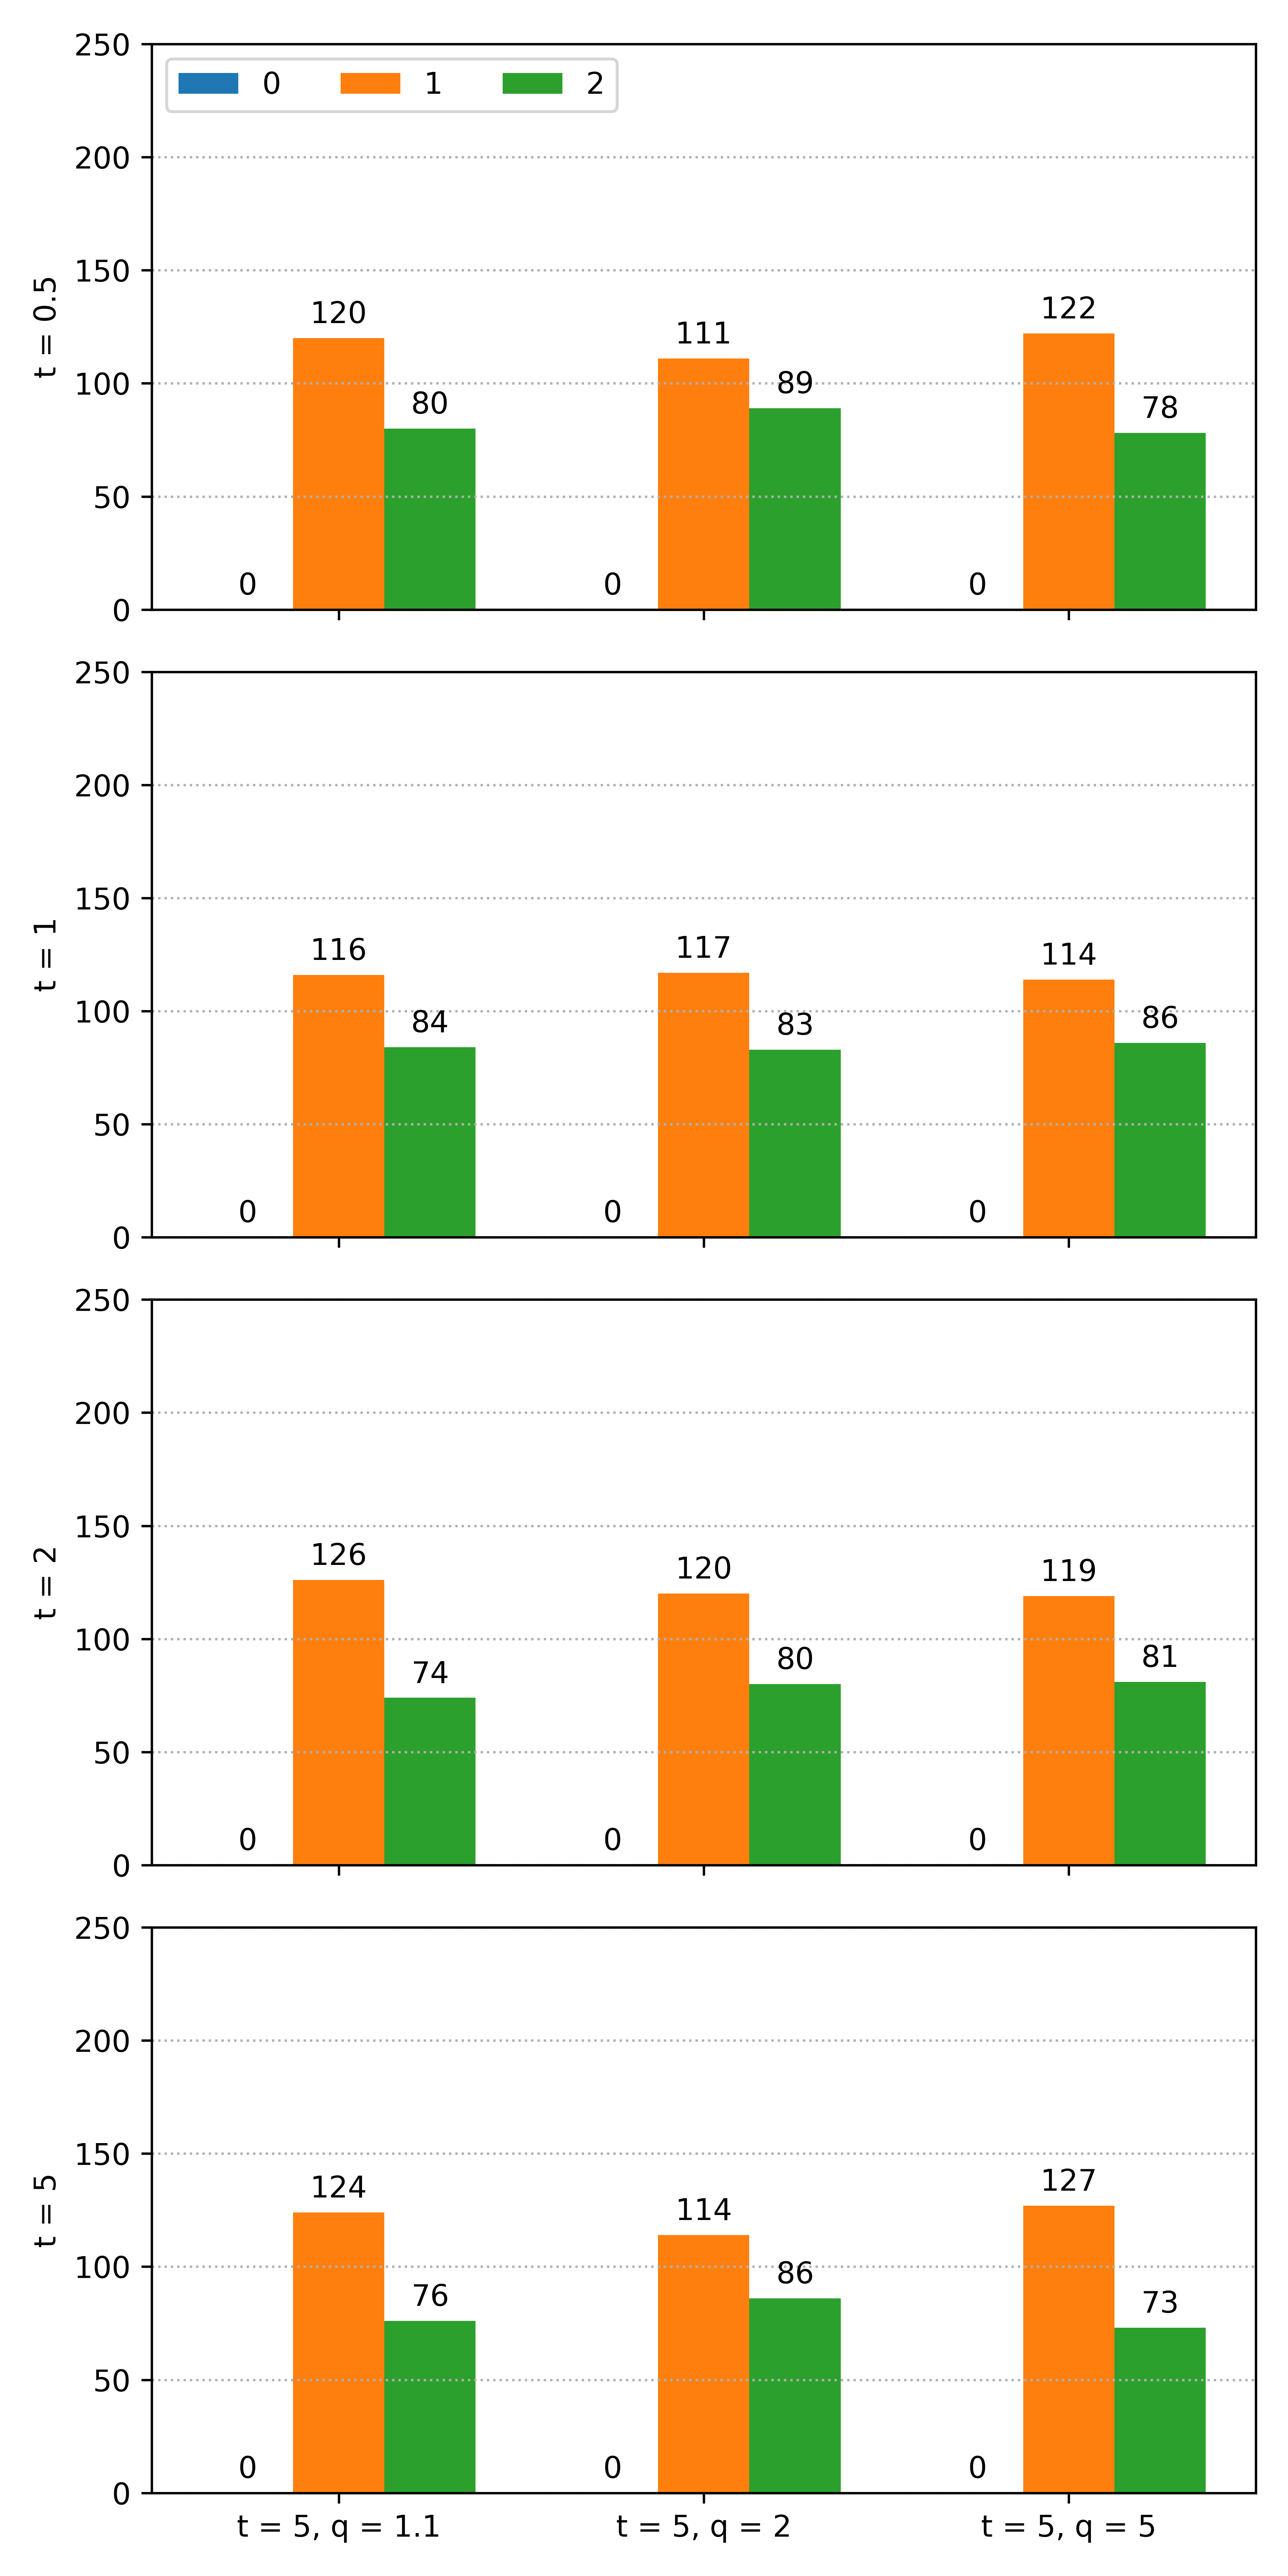 250
0 1 2
200
150
120 111 122
100
80 89 78
50
0 0 0
0
t = 0.5
250
200
150
116 117 114
100
84 83 86
50
0 0 0
0
t = 1
250
200
150
126 120 119
100
74 80 81
50
0 0 0
0
t = 2
250
200
150
124 114 127
100
76 86 73
50
0 0 0
0
t = 5
t = 5, q = 1.1 t = 5, q = 2 t = 5, q = 5